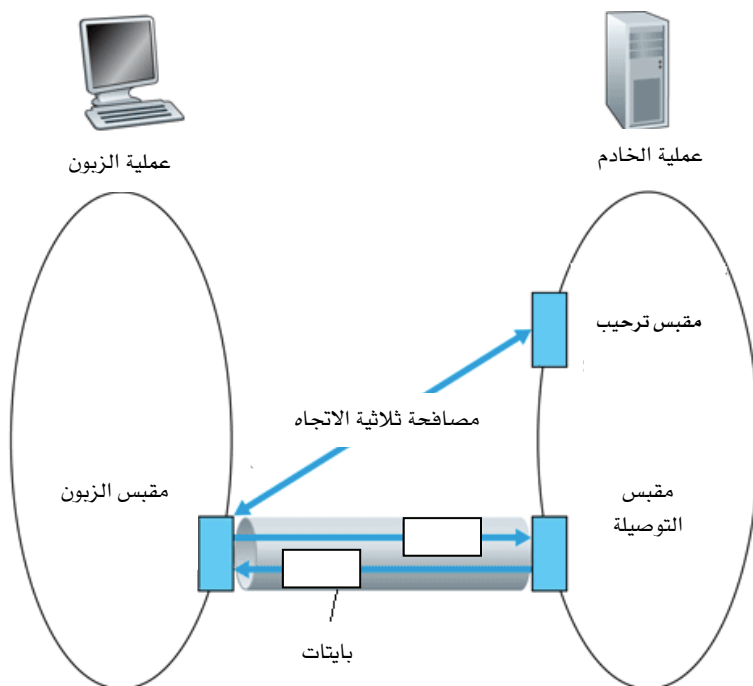 عملية الزبون
عملية الخادم
مقبس ترحيب
مصافحة ثلاثية الاتجاه
مقبس الزبون
مقبس
التوصيلة
بايتات